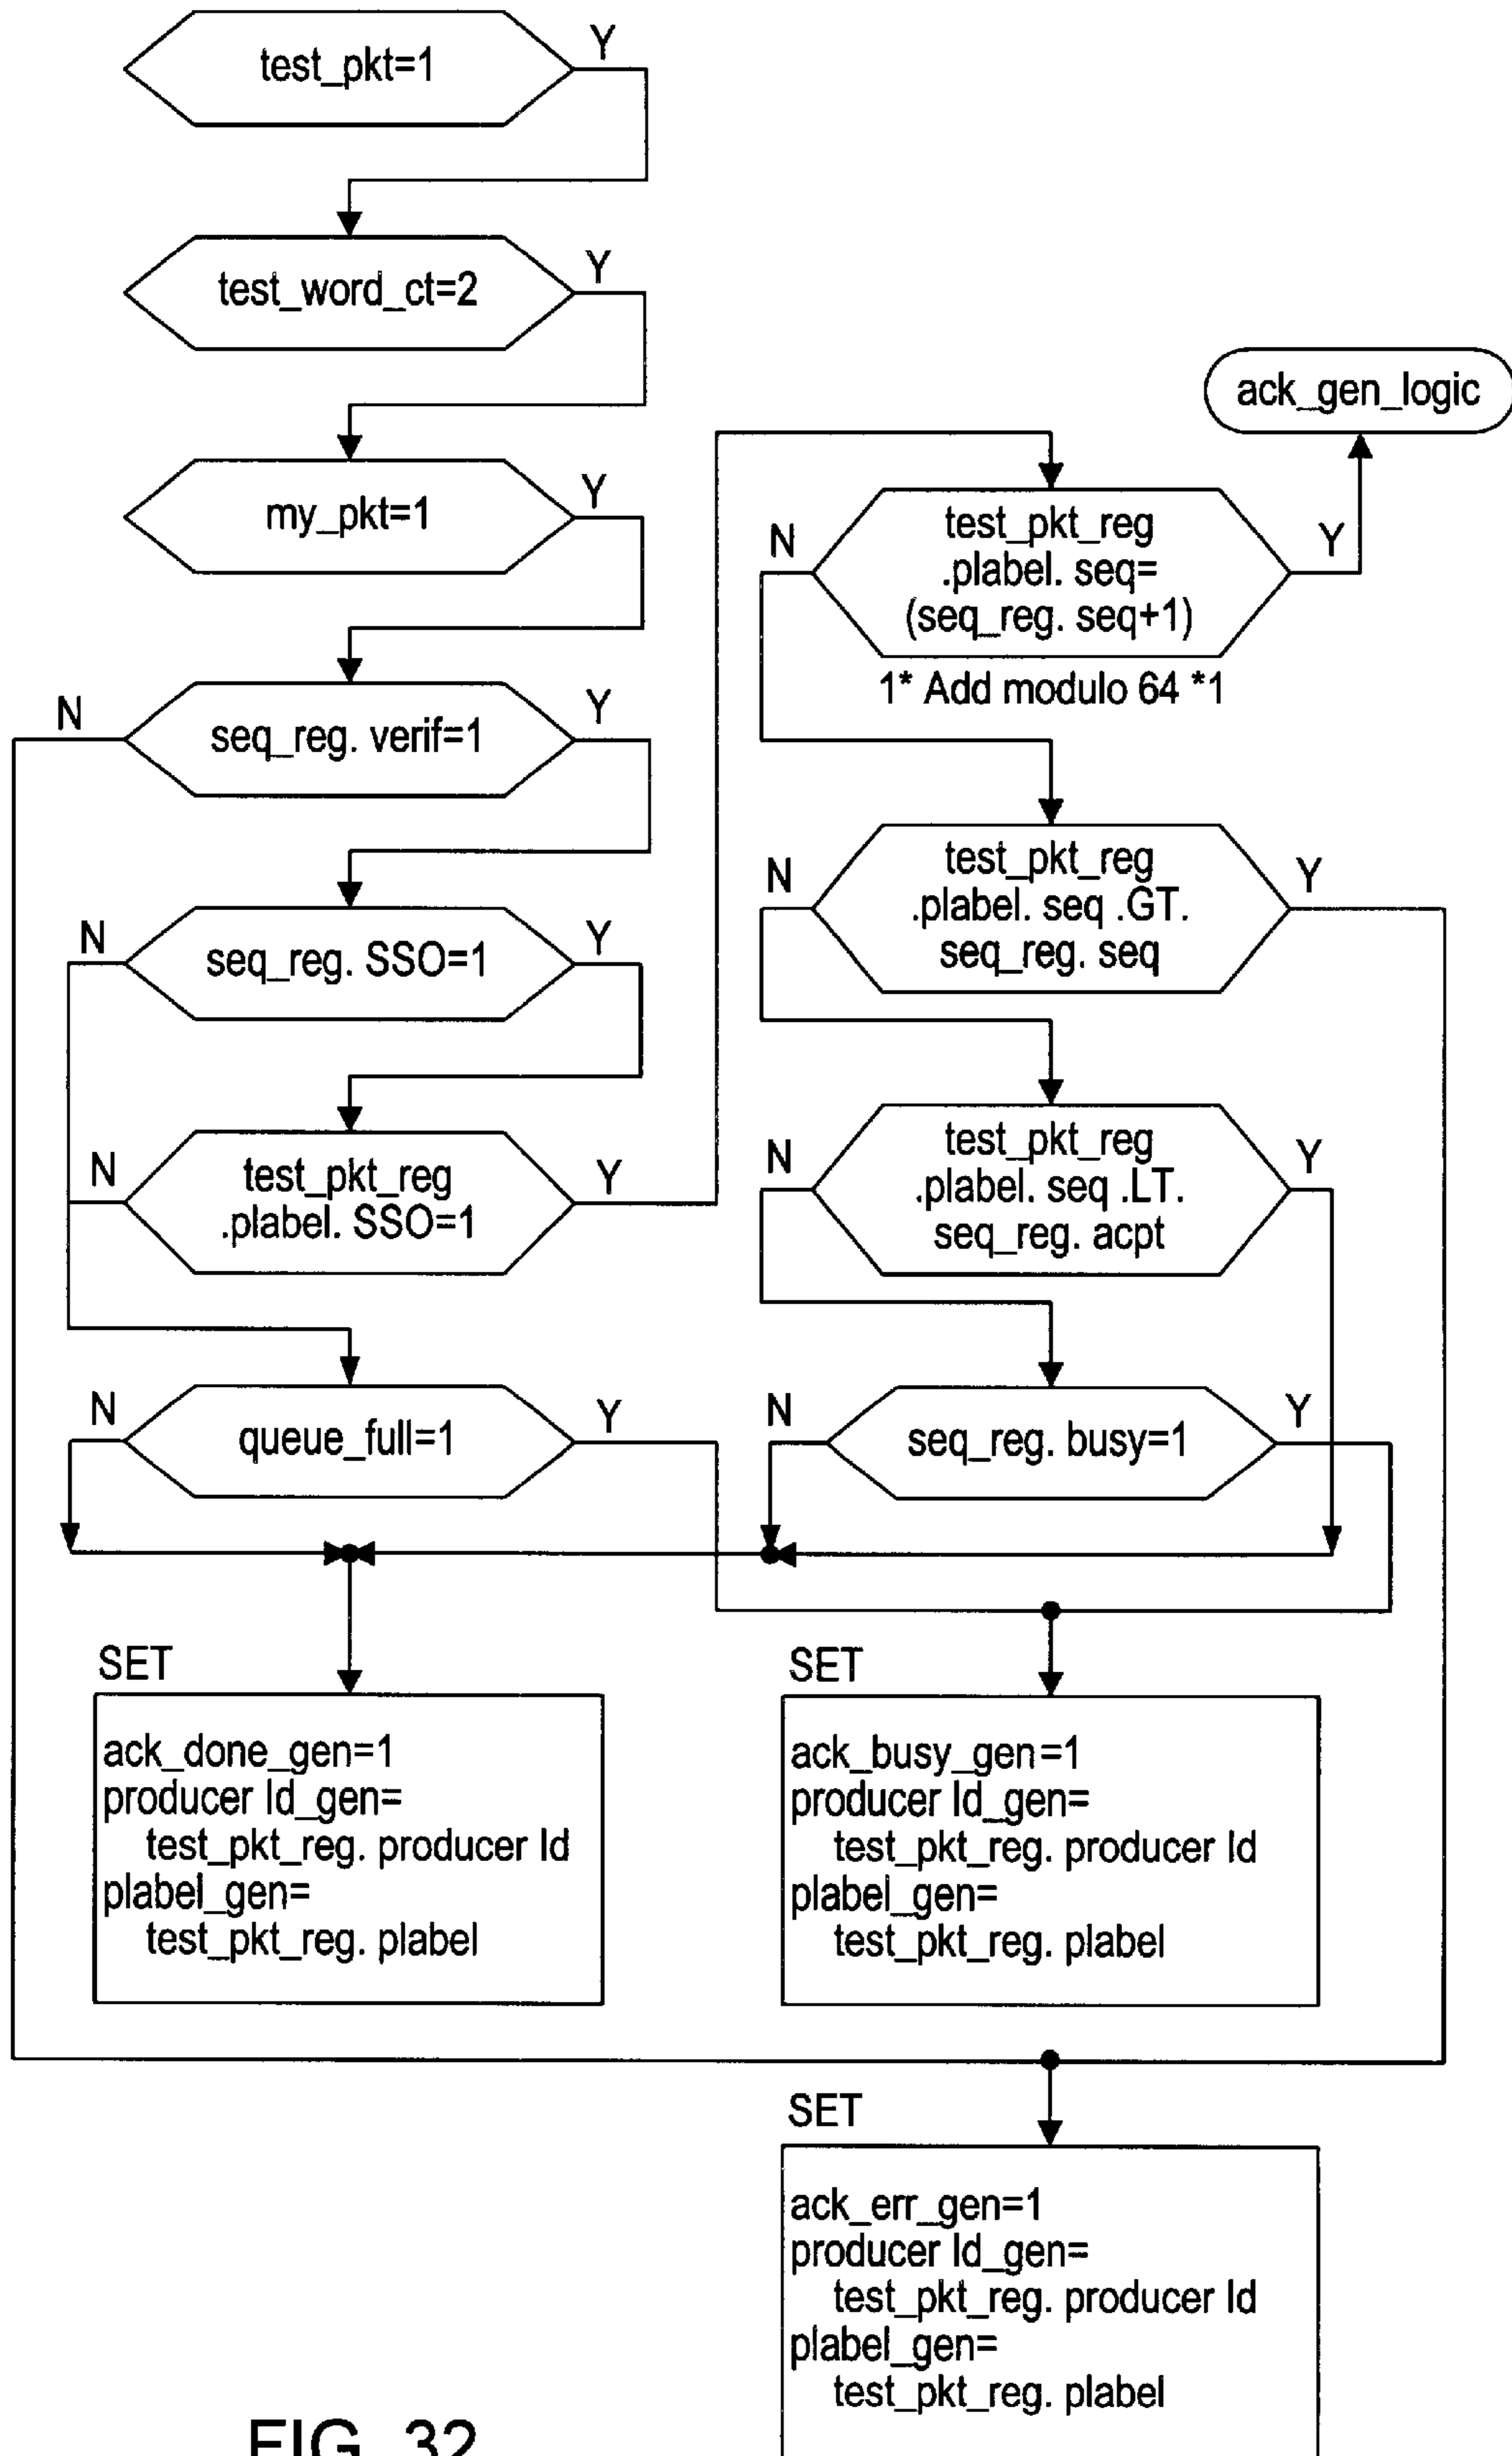 test_pkt=1
Y
test_word_ct=2
Y
my_pkt=1
Y
seq_reg. verif=1
N
Y
seq_reg. SSO=1
N
Y
test_pkt_reg
.plabel. SSO=1
N
Y
queue_full=1
N
Y
ack_gen_logic
test_pkt_reg
.plabel. seq=
(seq_reg. seq+1)
N
Y
1* Add modulo 64 *1
test_pkt_reg
.plabel. seq .GT.
seq_reg. seq
N
Y
test_pkt_reg
.plabel. seq .LT.
seq_reg. acpt
N
Y
seq_reg. busy=1
N
Y
SET
ack_done_gen=1
producer Id_gen=
test_pkt_reg. producer Id
plabel_gen=
test_pkt_reg. plabel
SET
ack_busy_gen=1
producer Id_gen=
test_pkt_reg. producer Id
plabel_gen=
test_pkt_reg. plabel
SET
ack_err_gen=1
producer Id_gen=
test_pkt_reg. producer Id
plabel_gen=
test_pkt_reg. plabel
FIG. 32